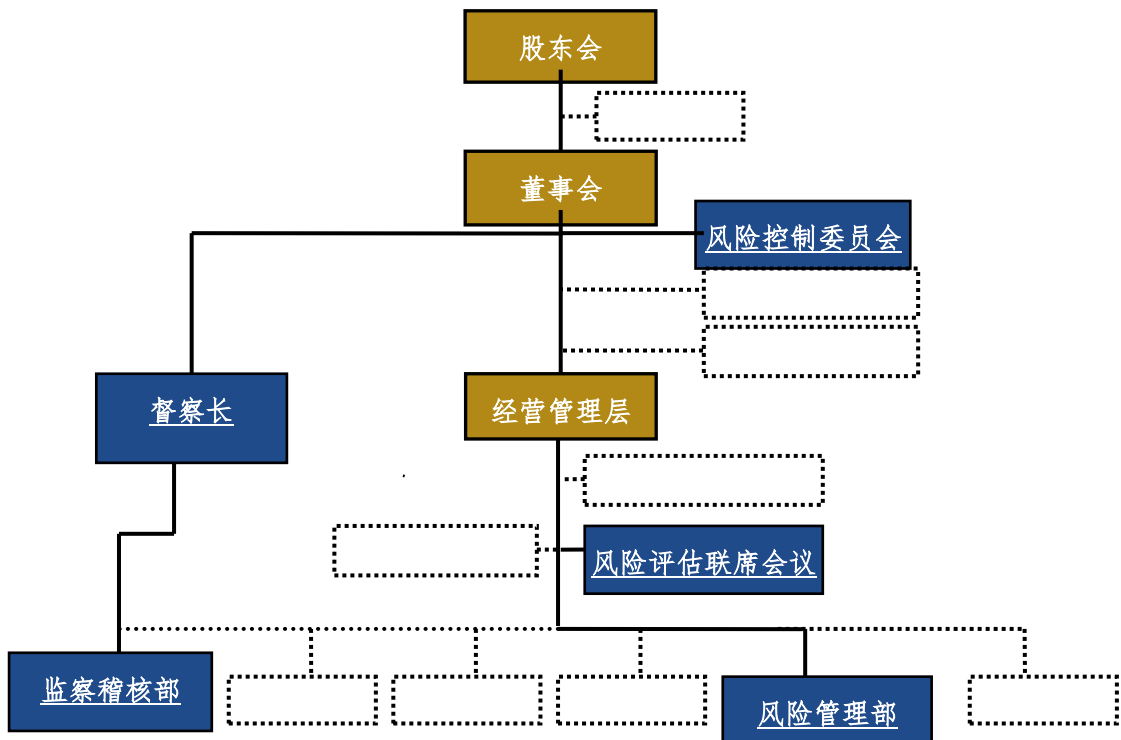 股东会
董事会
风险控制委员会
督察长
经营管理层
风险评估联席会议
监察稽核部
风险管理部